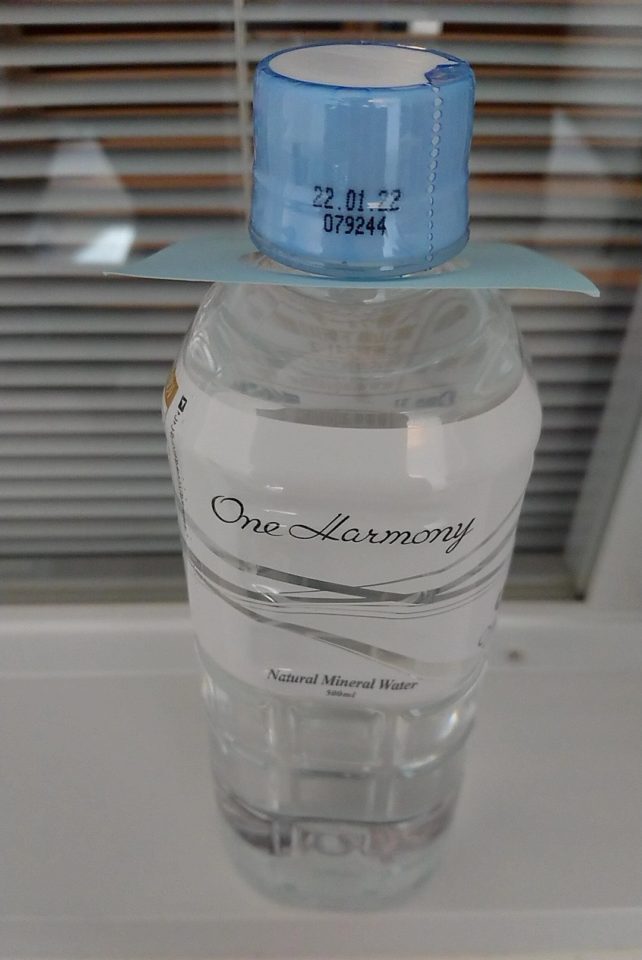 22.01.22
079244
One Harmony
Natural Mineral Water
500ml